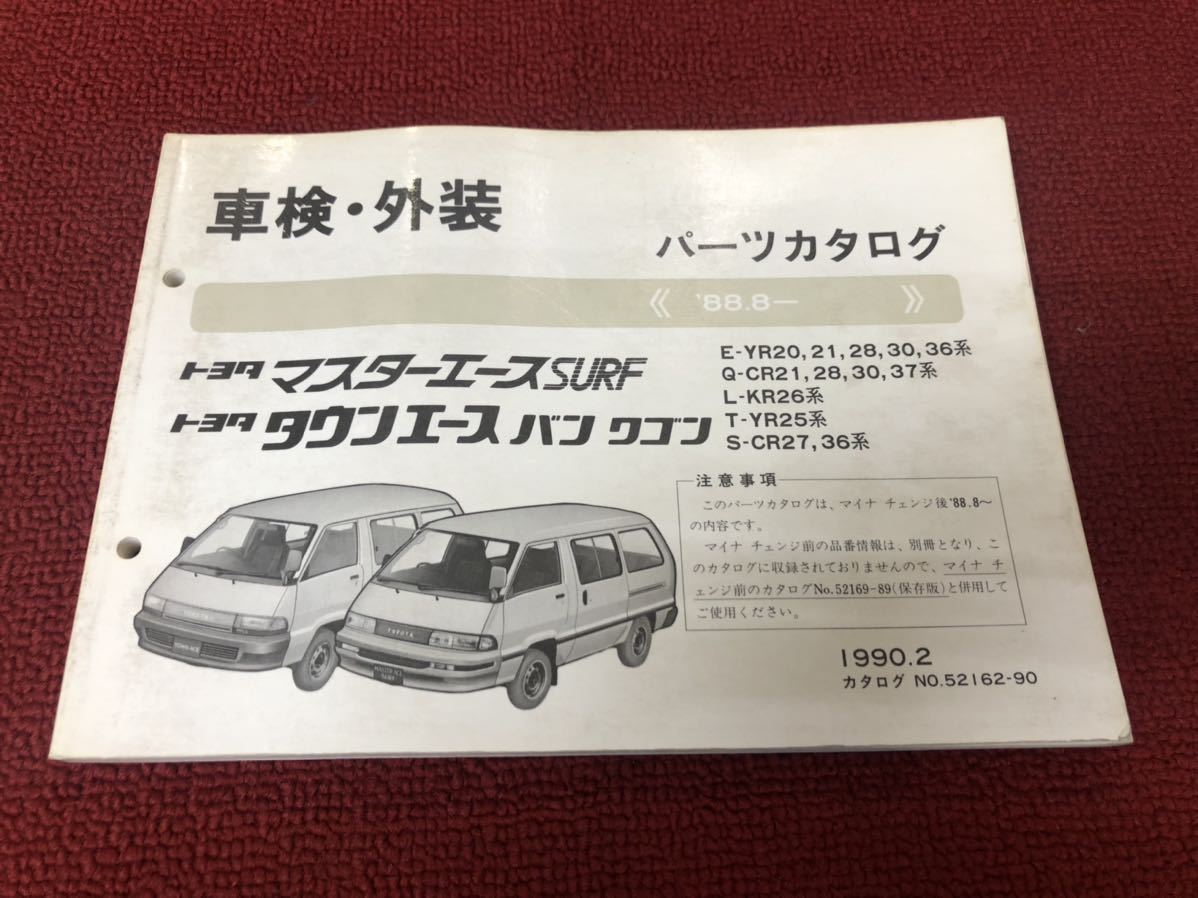 車検・外装
パーツカタログ
《 '88.8― 》
トヨタ マスターエースSURF
トヨタ タウンエース バン ワゴン
E-YR20, 21, 28, 30, 36系
Q-CR21, 28, 30, 37系
L-KR26系
T-YR25系
S-CR27, 36系
注意事項
このパーツカタログは、マイナ チェンジ後'88.8〜
の内容です。
マイナ チェンジ前の品番情報は、別冊となり、こ
のカタログに収録されておりませんので、マイナ チ
ェンジ前のカタログNo.52169-89(保存版)と併用して
ご使用ください。
TOYOTA
TOWN ACE
TOYOTA
MASTER ACE
SURF
1990.2
カタログ NO.52162-90